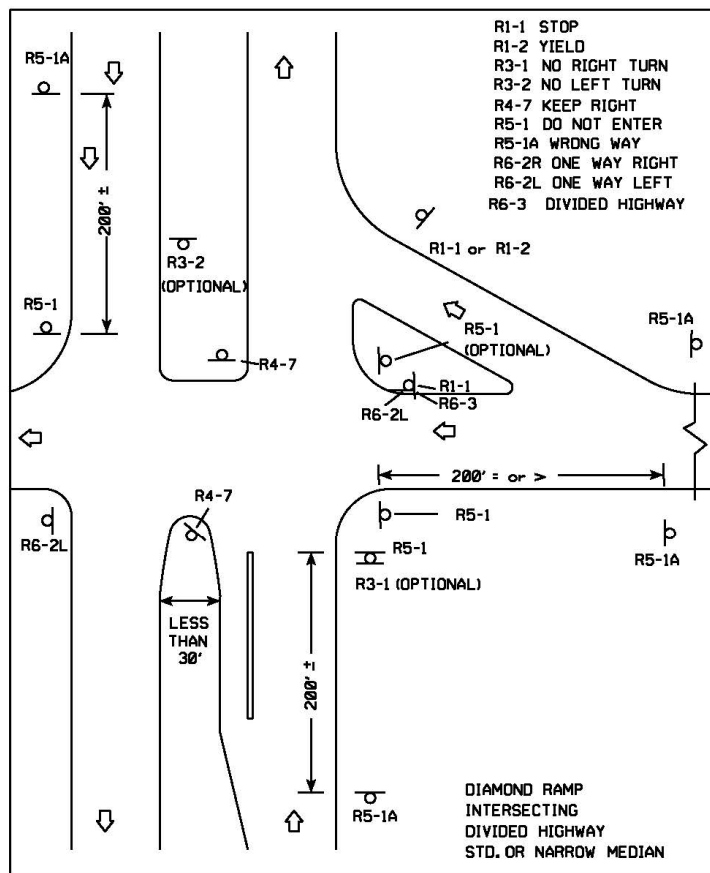 R1-1 STOP
R1-2 YIELD
R3-1 NO RIGHT TURN
R3-2 NO LEFT TURN
R4-7 KEEP RIGHT
R5-1 DO NOT ENTER
R5-1A WRONG WAY
R6-2R ONE WAY RIGHT
R6-2L ONE WAY LEFT
R6-3 DIVIDED HIGHWAY
R5-1A
200' ±
R5-1
R3-2
(OPTIONAL)
R4-7
R1-1 or R1-2
R5-1
(OPTIONAL)
R5-1A
R1-1
R6-3
R6-2L
200' = or >
R4-7
R6-2L
R5-1
R5-1
R3-1 (OPTIONAL)
R5-1A
LESS
THAN
30'
200' ±
R5-1A
DIAMOND RAMP
INTERSECTING
DIVIDED HIGHWAY
STD. OR NARROW MEDIAN